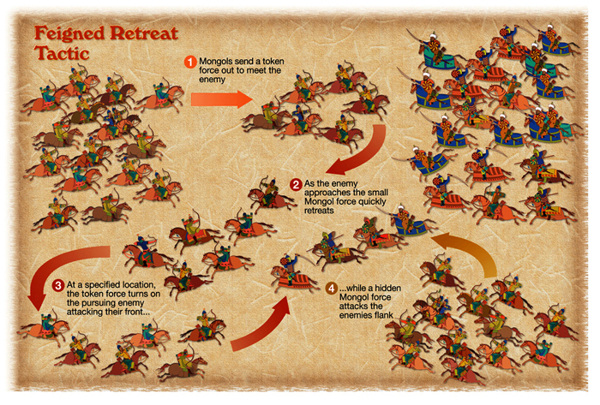 Feigned Retreat
Tactic
1 Mongols send a token
force out to meet the
enemy
2 As the enemy
approaches the small
Mongol force quickly
retreats
3 At a specified location,
the token force turns on
the pursuing enemy
attacking their front...
4 ...while a hidden
Mongol force
attacks the
enemies flank